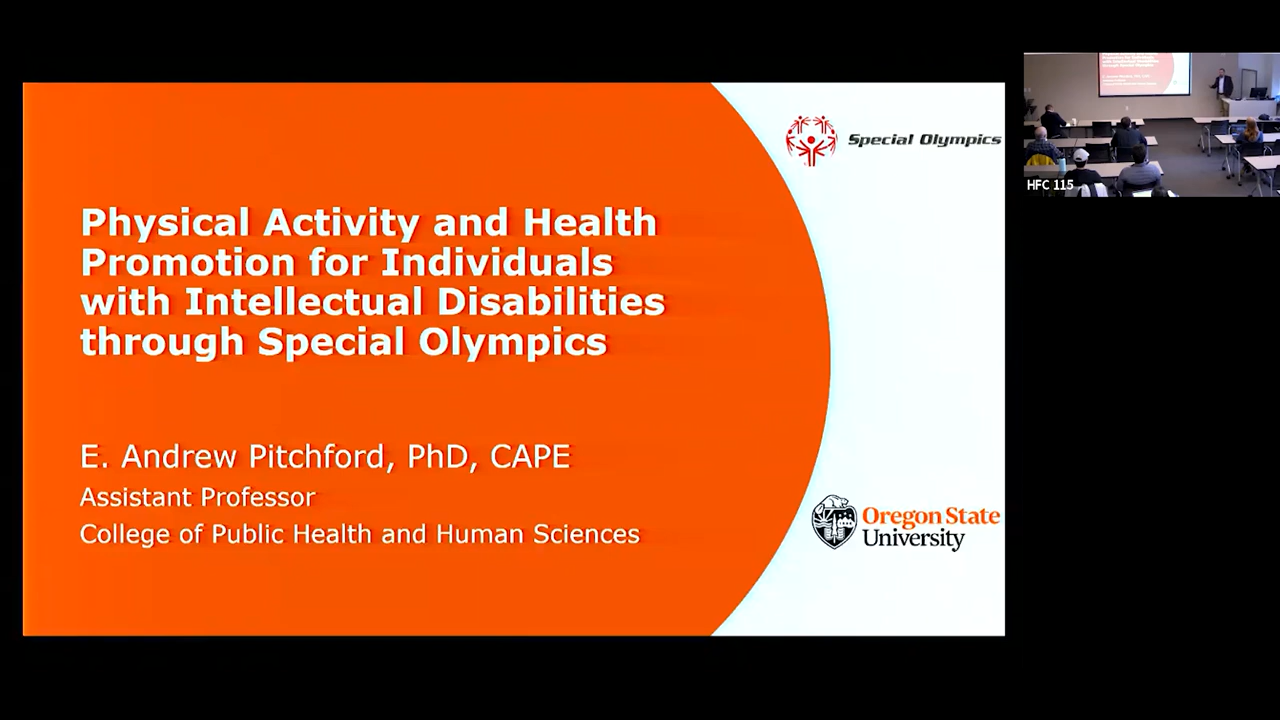 Special Olympics
Physical Activity and Health
Promotion for Individuals
with Intellectual Disabilities
through Special Olympics
E. Andrew Pitchford, PhD, CAPE
Assistant Professor
College of Public Health and Human Sciences
Oregon State
University
HFC 115